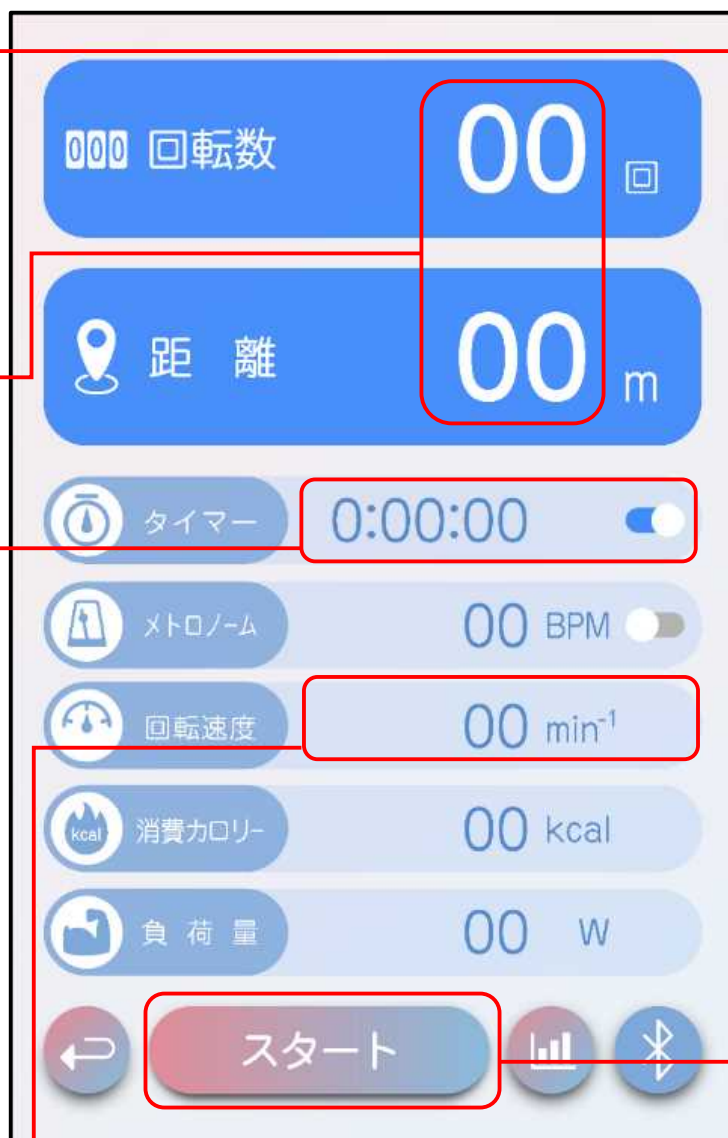 000 回転数 00 回
距 離 00 m
タイマー 0:00:00
メトロノーム 00 BPM
回転速度 00 min⁻¹
kcal 消費カロリー 00 kcal
負 荷 量 00 W
スタート